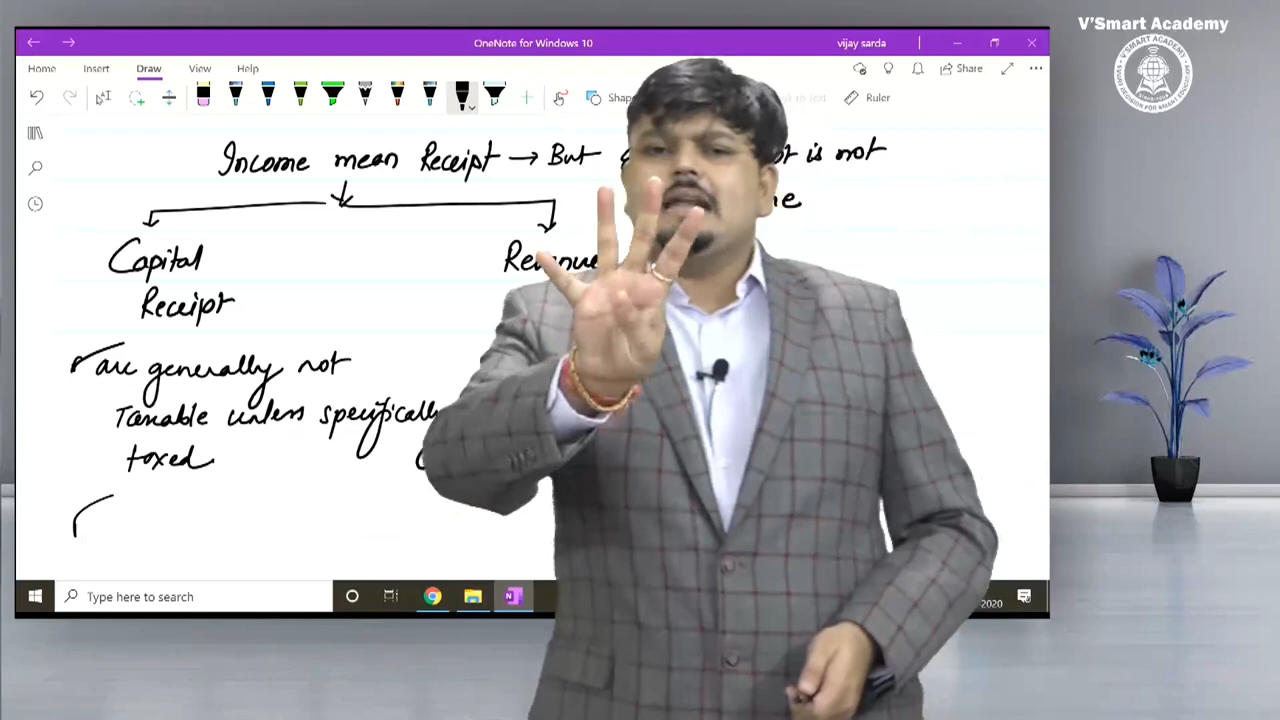 V'Smart Academy
OneNote for Windows 10
vijay sarda
Home Insert Draw View Help
Share
Ruler
Income mean Receipt → But is not
Capital
Receipt
Revenue
are generally not
Taxable unless specifically
taxed
Type here to search
2020